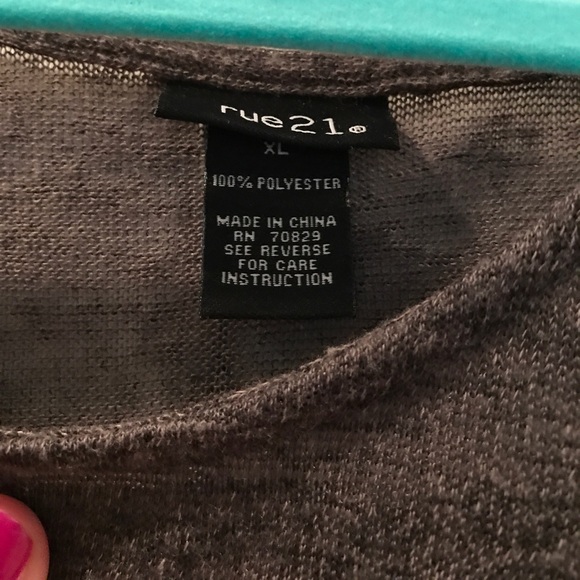 rue21®
XL
100% POLYESTER
MADE IN CHINA
RN 70829
SEE REVERSE
FOR CARE
INSTRUCTION